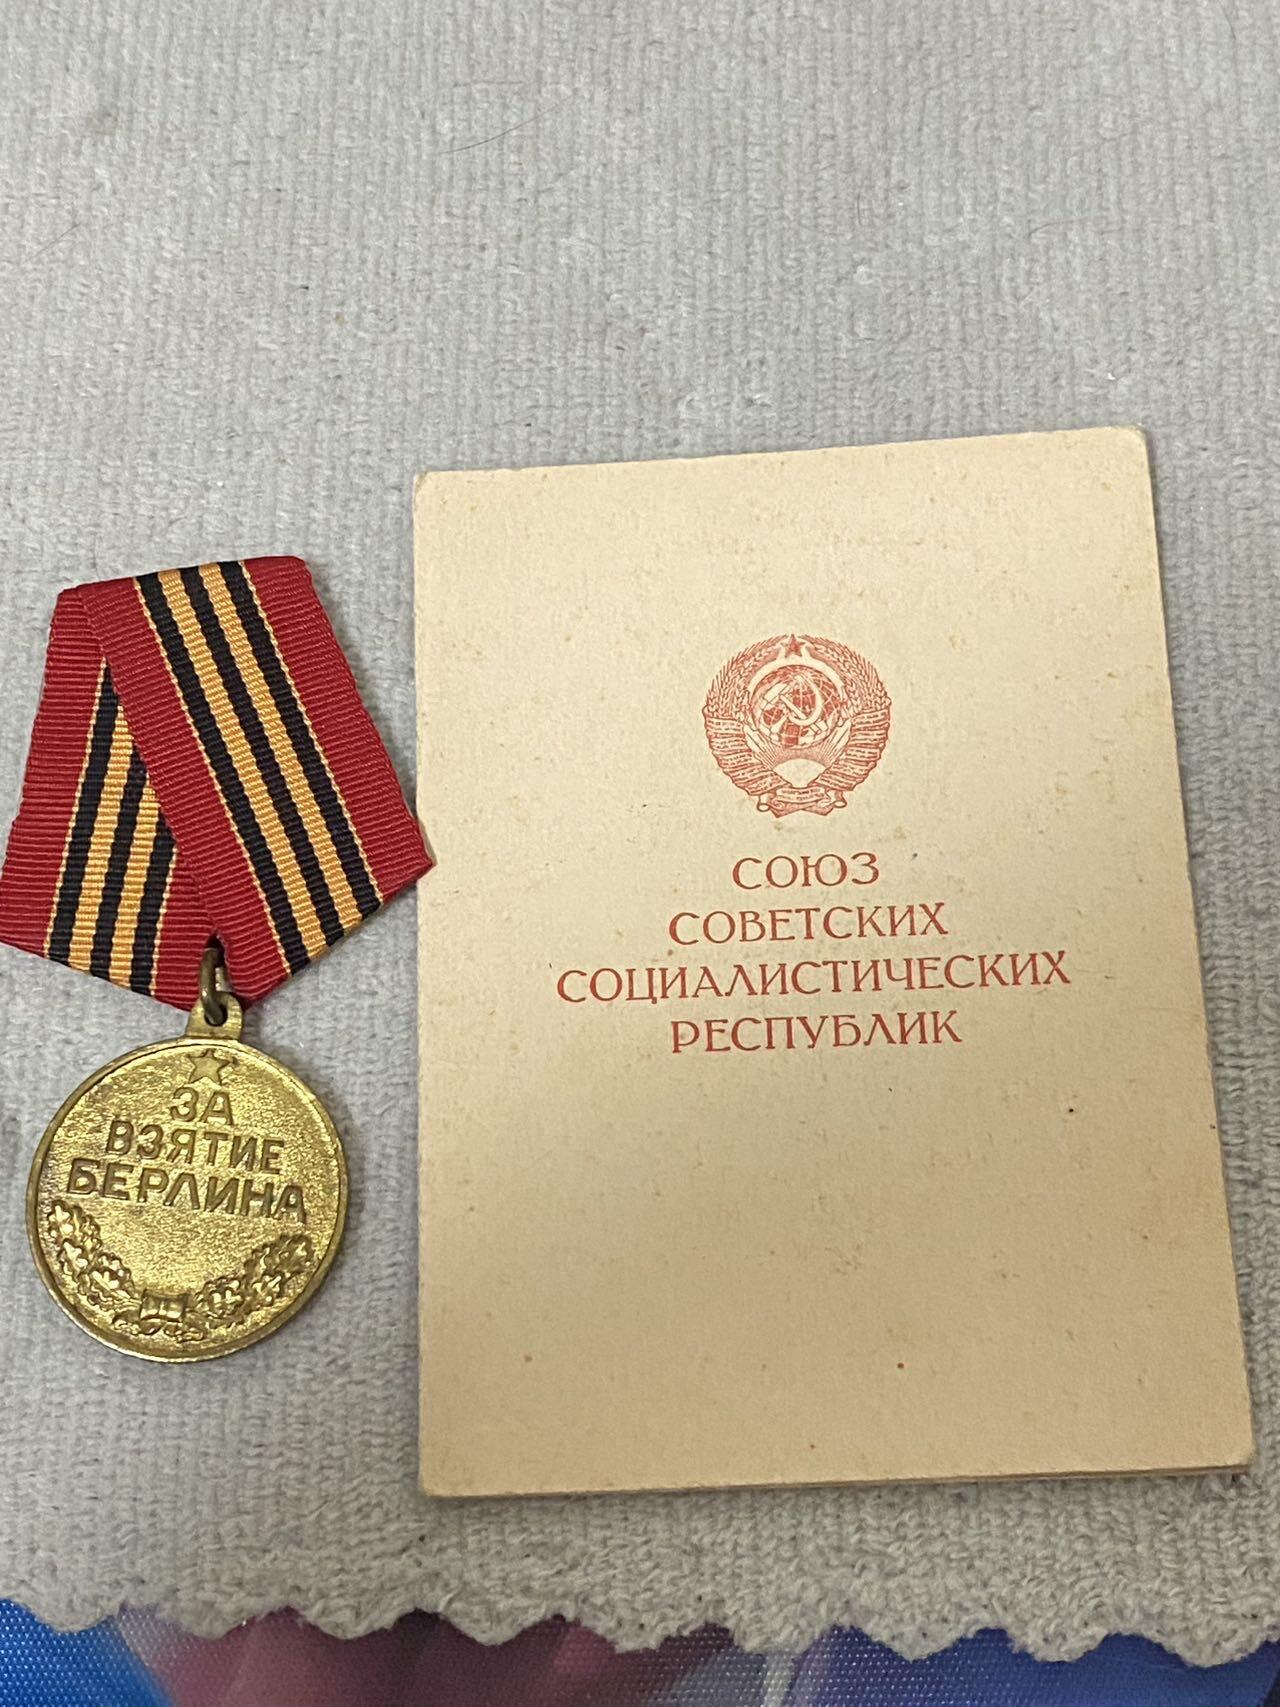 ЗА
ВЗЯТИЕ
БЕРЛИНА
СОЮЗ
СОВЕТСКИХ
СОЦИАЛИСТИЧЕСКИХ
РЕСПУБЛИК